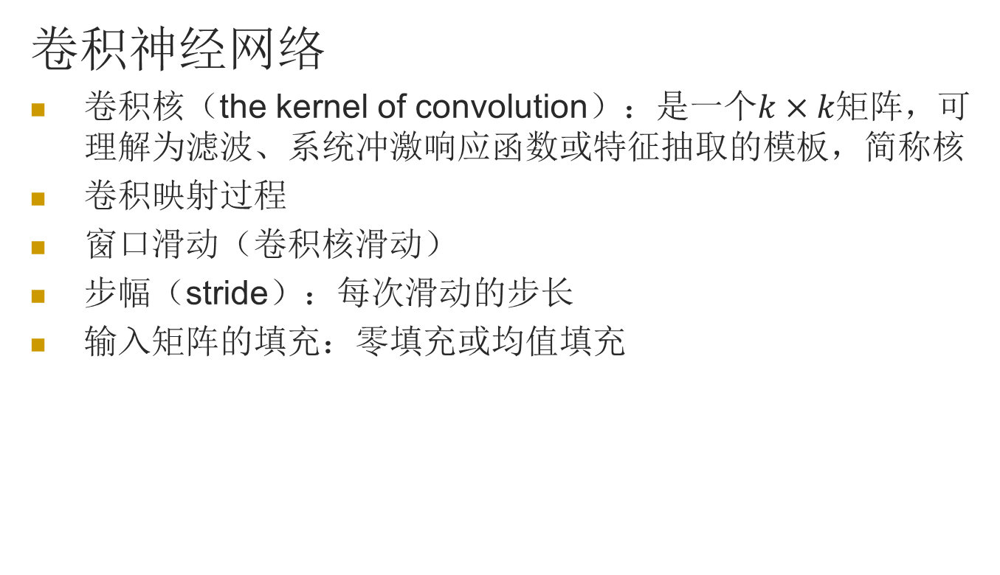 卷积神经网络
卷积核（the kernel of convolution）：是一个k × k矩阵，可
理解为滤波、系统冲激响应函数或特征抽取的模板，简称核
卷积映射过程
窗口滑动（卷积核滑动）
步幅（stride）：每次滑动的步长
输入矩阵的填充：零填充或均值填充